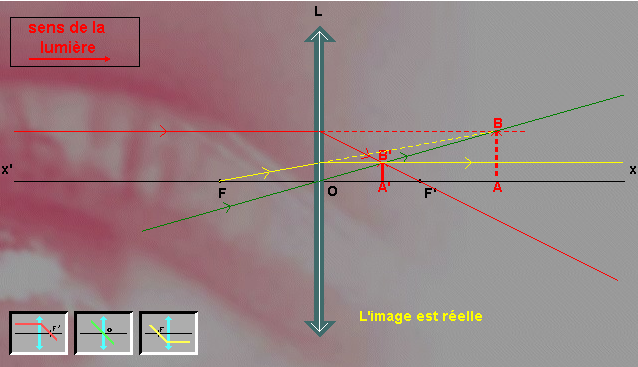 L
sens de la
lumière
B
B'
X'
X
F
O
A'
F'
A
L'image est réelle
F'
O
F